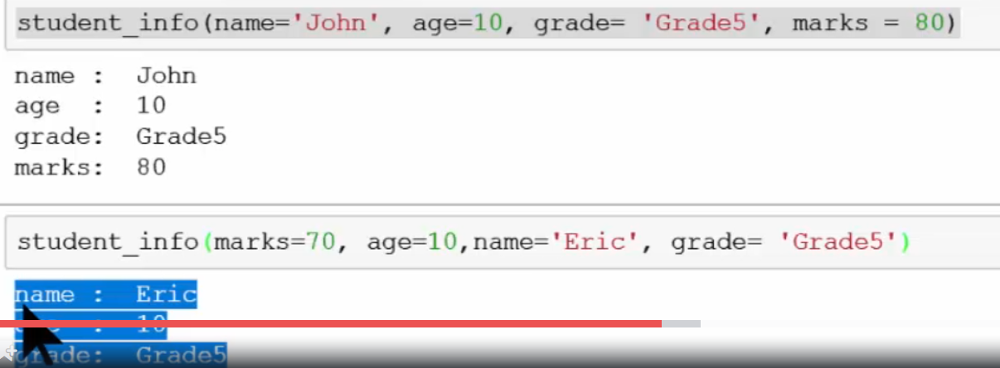 student_info(name='John', age=10, grade= 'Grade5', marks = 80)
name :  John
age  :  10
grade:  Grade5
marks:  80
student_info(marks=70, age=10,name='Eric', grade= 'Grade5')
name :  Eric
age  :  10
grade:  Grade5